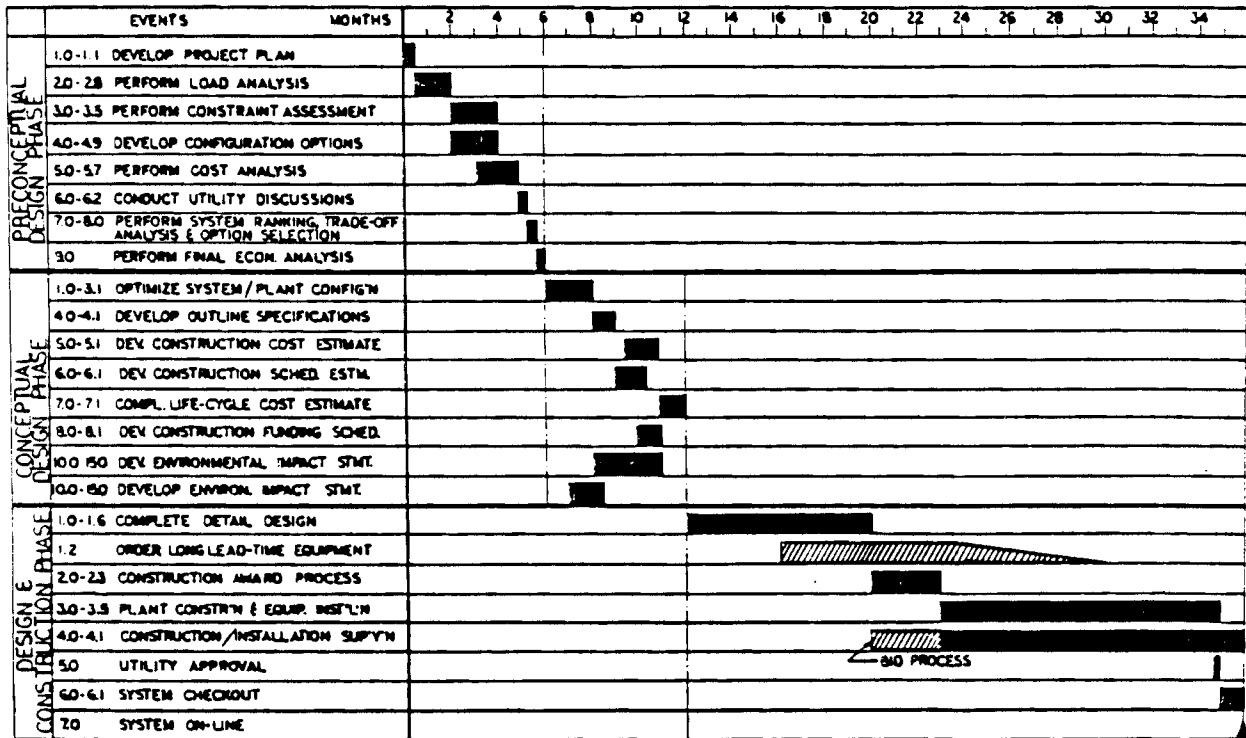 EVENTS MONTHS 2 4 6 8 10 12 14 16 18 20 22 24 26 28 30 32 34
PRECONCEPTUAL
DESIGN PHASE
1.0-1.1 DEVELOP PROJECT PLAN
2.0-2.8 PERFORM LOAD ANALYSIS
3.0-3.5 PERFORM CONSTRAINT ASSESSMENT
4.0-4.9 DEVELOP CONFIGURATION OPTIONS
5.0-5.7 PERFORM COST ANALYSIS
6.0-6.2 CONDUCT UTILITY DISCUSSIONS
7.0-8.0 PERFORM SYSTEM RANKING, TRADE-OFF
ANALYSIS & OPTION SELECTION
9.0 PERFORM FINAL ECON. ANALYSIS
CONCEPTUAL
DESIGN PHASE
1.0-3.1 OPTIMIZE SYSTEM/PLANT CONFIG'N
4.0-4.1 DEVELOP OUTLINE SPECIFICATIONS
5.0-5.1 DEV. CONSTRUCTION COST ESTIMATE
6.0-6.1 DEV. CONSTRUCTION SCHED. ESTM.
7.0-7.1 COMPL. LIFE-CYCLE COST ESTIMATE
8.0-8.1 DEV. CONSTRUCTION FUNDING SCHED.
10.0 15.0 DEV. ENVIRONMENTAL IMPACT STMT.
10.0-15.0 DEVELOP ENVIRON. IMPACT STMT.
DESIGN &
CONSTRUCTION PHASE
1.0-1.6 COMPLETE DETAIL DESIGN
1.2 ORDER LONG LEAD-TIME EQUIPMENT
2.0-2.3 CONSTRUCTION AWARD PROCESS
3.0-3.5 PLANT CONSTR'N & EQUIP. INST'L'N
4.0-4.1 CONSTRUCTION/INSTALLATION SUPV'N
BID PROCESS
5.0 UTILITY APPROVAL
6.0-6.1 SYSTEM CHECKOUT
7.0 SYSTEM ON-LINE